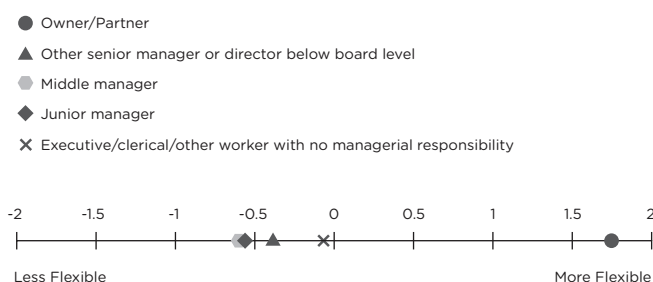 Owner/Partner
Other senior manager or director below board level
Middle manager
Junior manager
Executive/clerical/other worker with no managerial responsibility
-2 -1.5 -1 -0.5 0 0.5 1 1.5 2
Less Flexible More Flexible